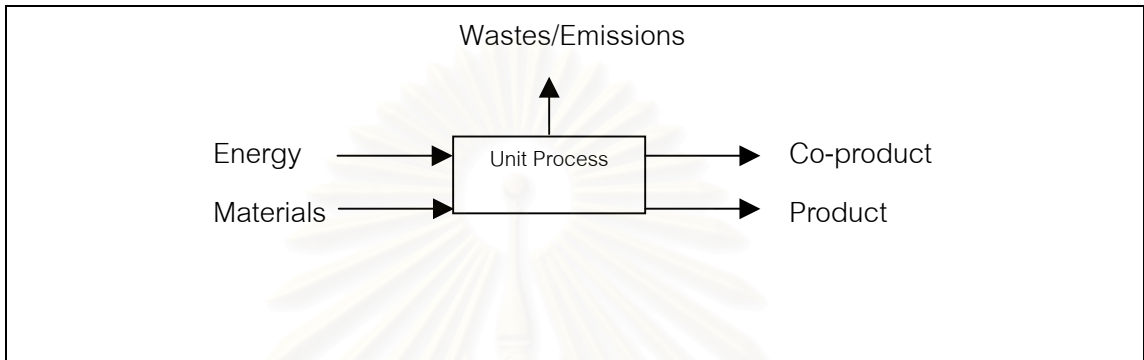 Wastes/Emissions
Energy
Unit Process
Co-product
Materials
Product